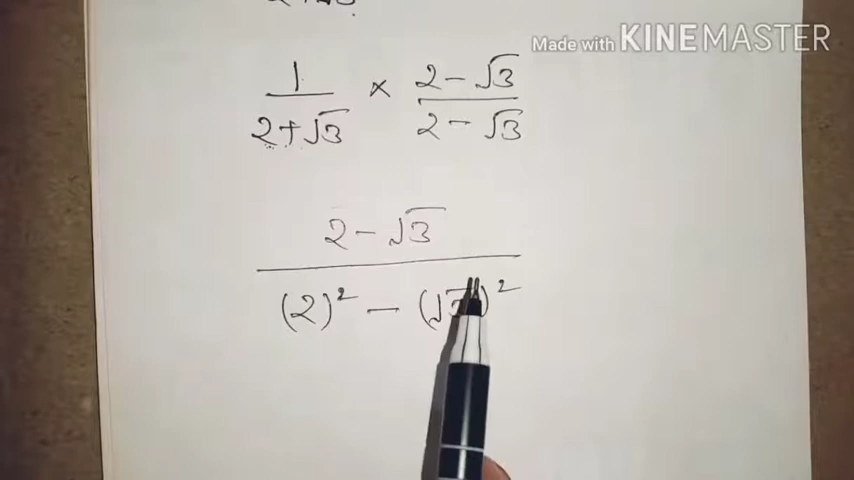 Made with KINEMASTER
1/(2+√3) × (2-√3)/(2-√3)
2-√3
(2)² - (√3)²